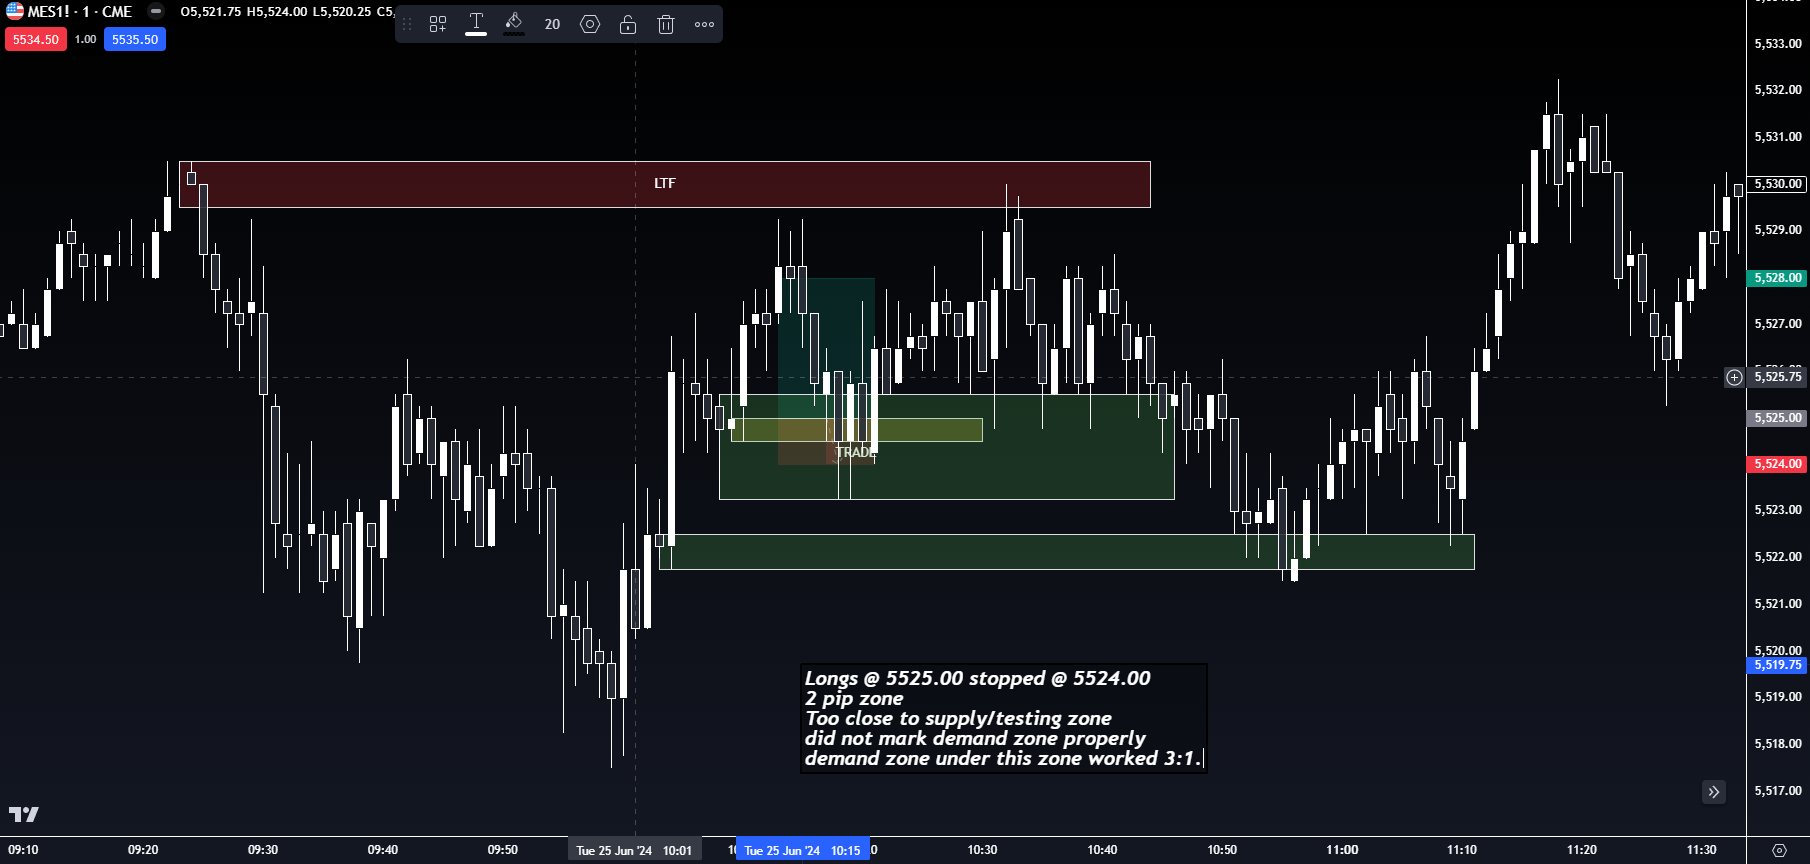 MES1! · 1 · CME
O5,521.75 H5,524.00 L5,520.25 C5,
20
5534.50 1.00 5535.50
LTF
TRADE
Longs @ 5525.00 stopped @ 5524.00
2 pip zone
Too close to supply/testing zone
did not mark demand zone properly
demand zone under this zone worked 3:1.
5,533.00
5,532.00
5,531.00
5,530.00
5,529.00
5,528.00
5,527.00
5,525.75
5,525.00
5,524.00
5,523.00
5,522.00
5,521.00
5,520.00
5,519.75
5,519.00
5,518.00
5,517.00
09:10 09:20 09:30 09:40 09:50 Tue 25 Jun '24 10:01 Tue 25 Jun '24 10:15 10:30 10:40 10:50 11:00 11:10 11:20 11:30